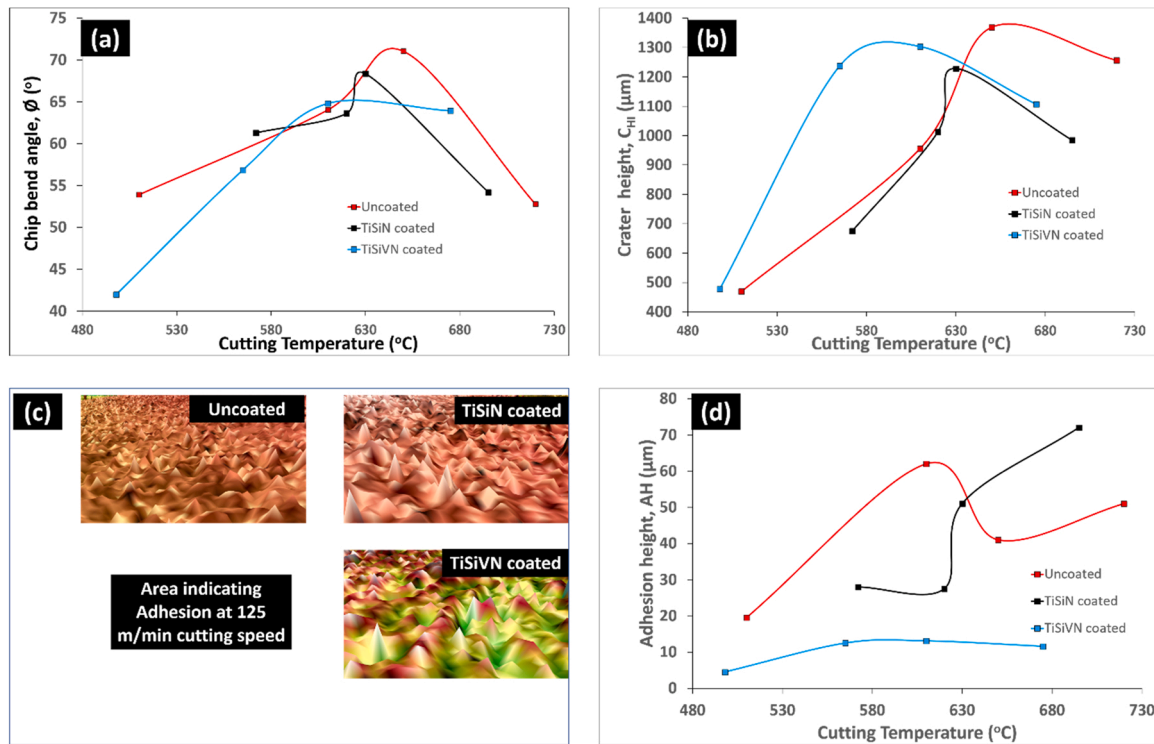 (a)
75
70
65
60
55
50
45
40
Chip bend angle, Ø (º)
Uncoated
TiSiN coated
TiSiVN coated
480 530 580 630 680 730
Cutting Temperature (ºC)
(b)
1400
1300
1200
1100
1000
900
800
700
600
500
400
Crater height, CHI (µm)
Uncoated
TiSiN coated
TiSiVN coated
480 530 580 630 680 730
Cutting Temperature (ºC)
(c)
Uncoated
TiSiN coated
TiSiVN coated
Area indicating
Adhesion at 125
m/min cutting speed
(d)
80
70
60
50
40
30
20
10
0
Adhesion height, AH (µm)
Uncoated
TiSiN coated
TiSiVN coated
480 530 580 630 680 730
Cutting Temperature (ºC)